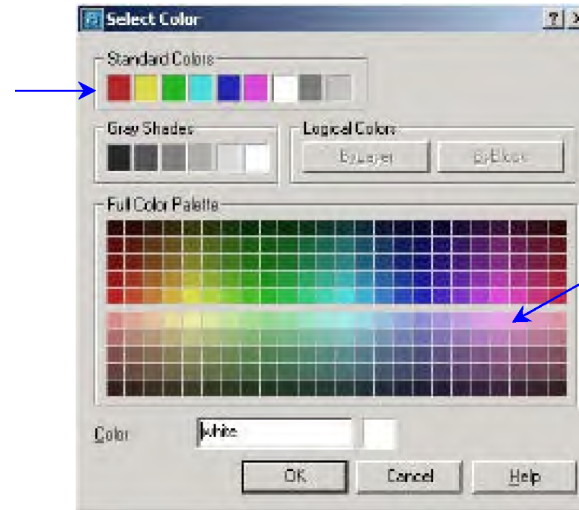 Select Color
Standard Colors
Gray Shades
Logical Colors
ByLayer
ByBlock
Full Color Palette
Color
white
OK
Cancel
Help